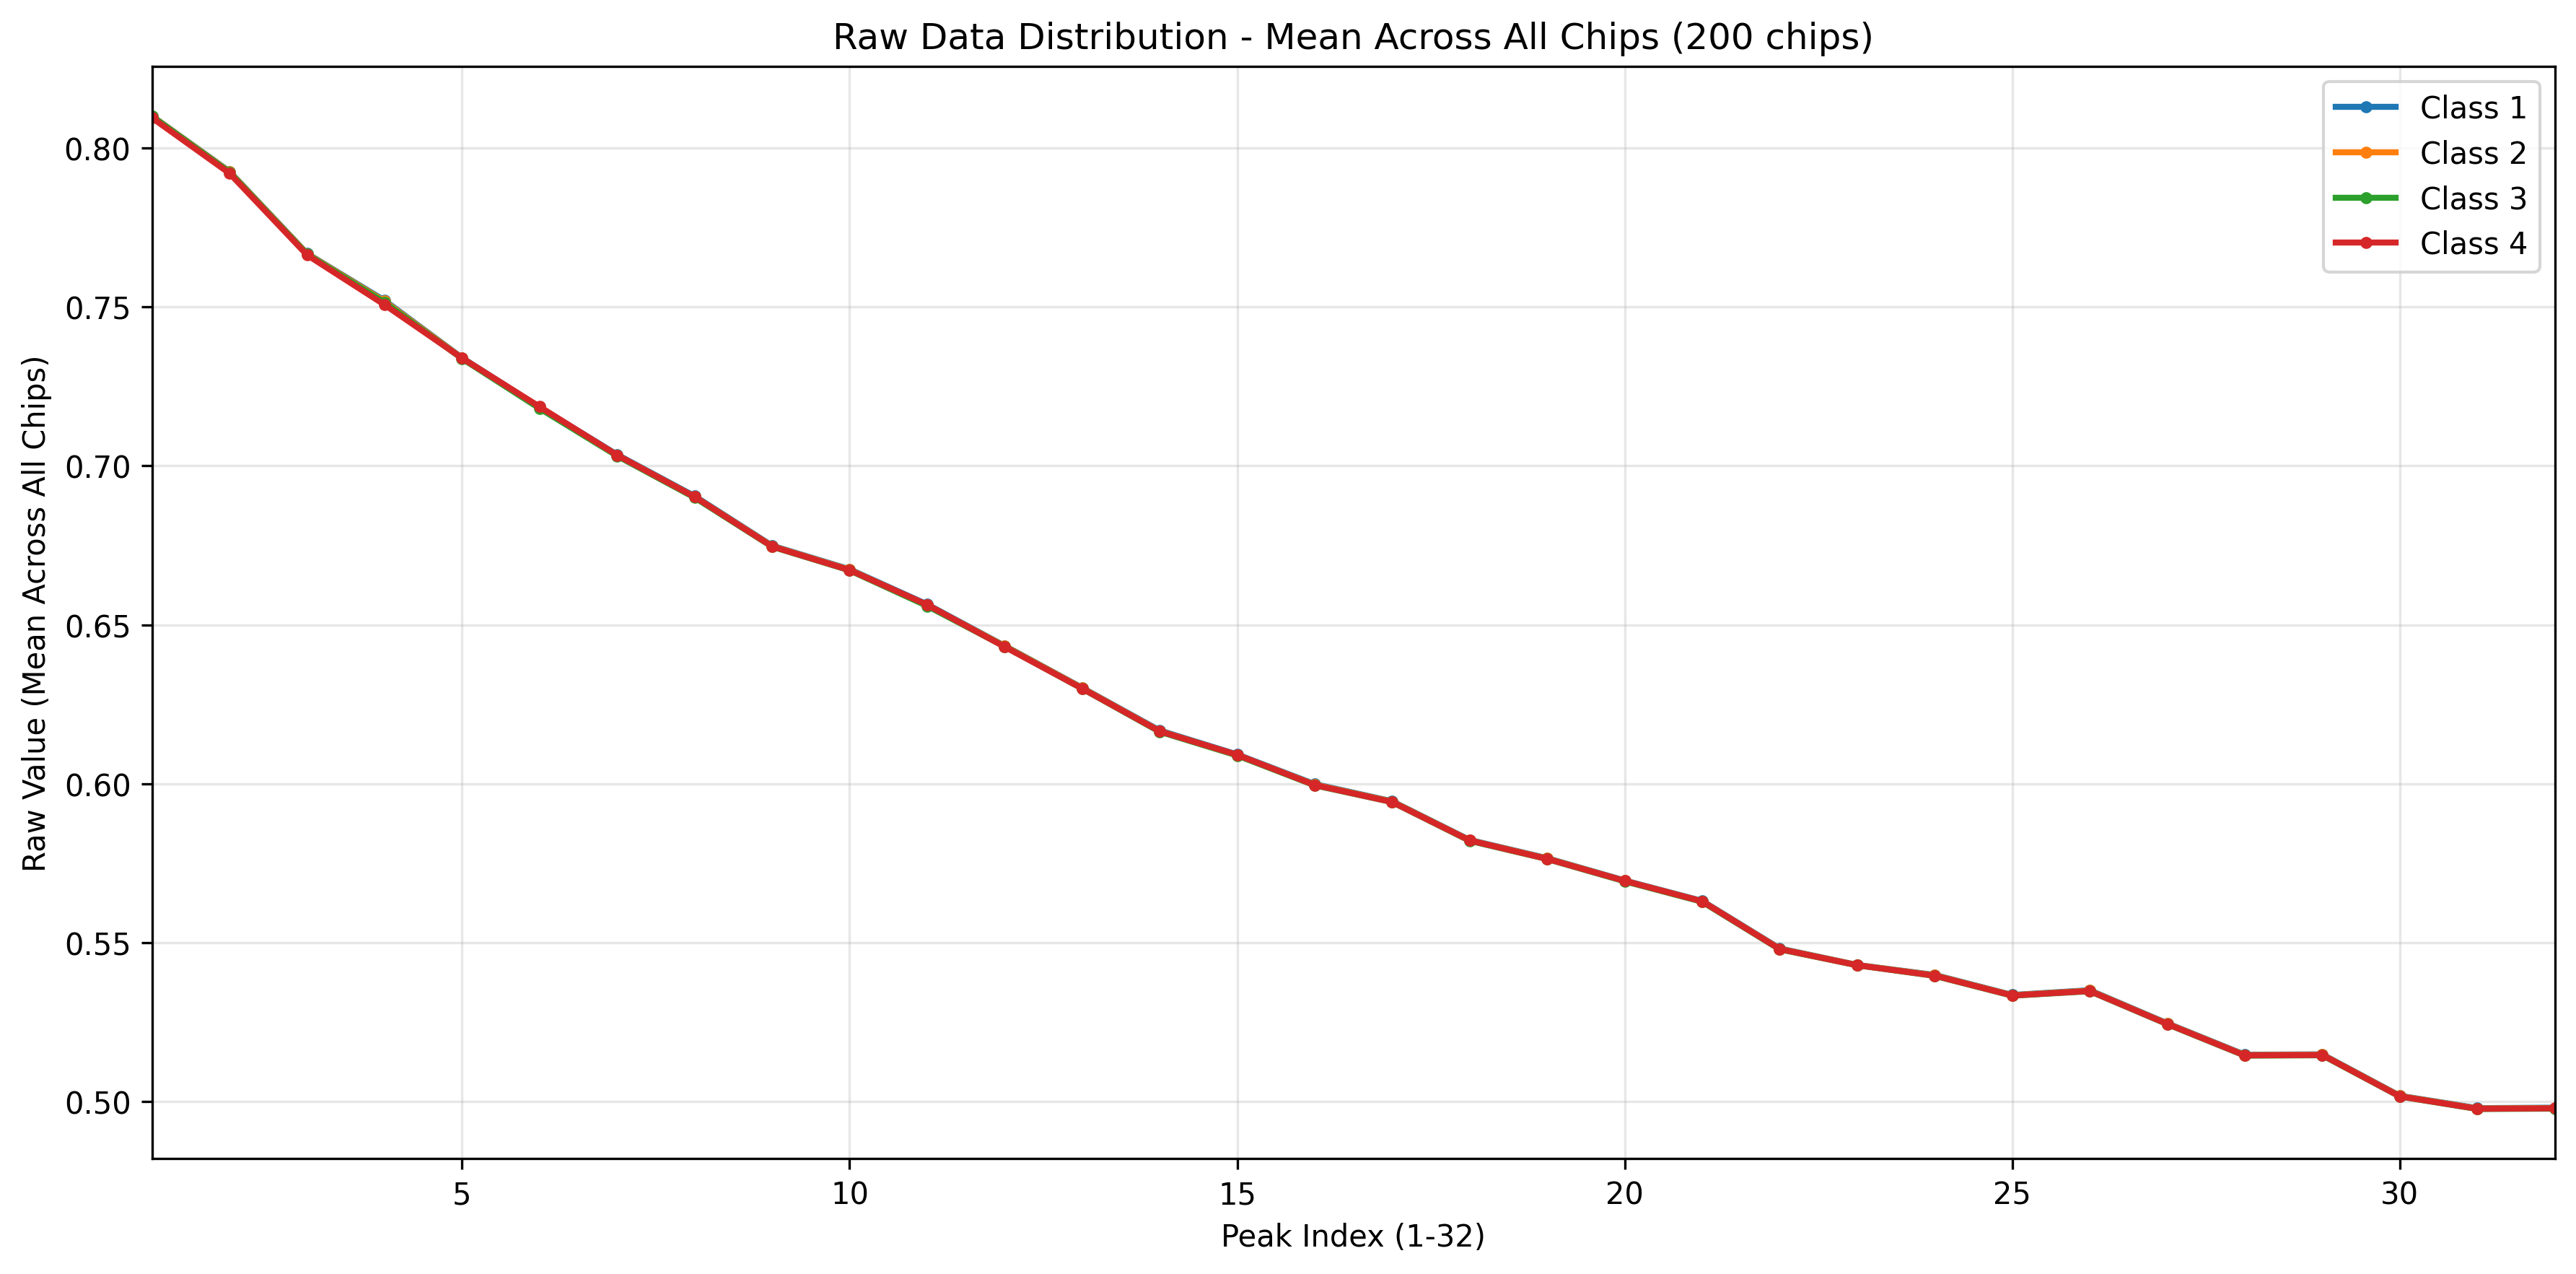 Raw Data Distribution - Mean Across All Chips (200 chips)
Class 1
Class 2
Class 3
Class 4
Raw Value (Mean Across All Chips)
0.80
0.75
0.70
0.65
0.60
0.55
0.50
5 10 15 20 25 30
Peak Index (1-32)